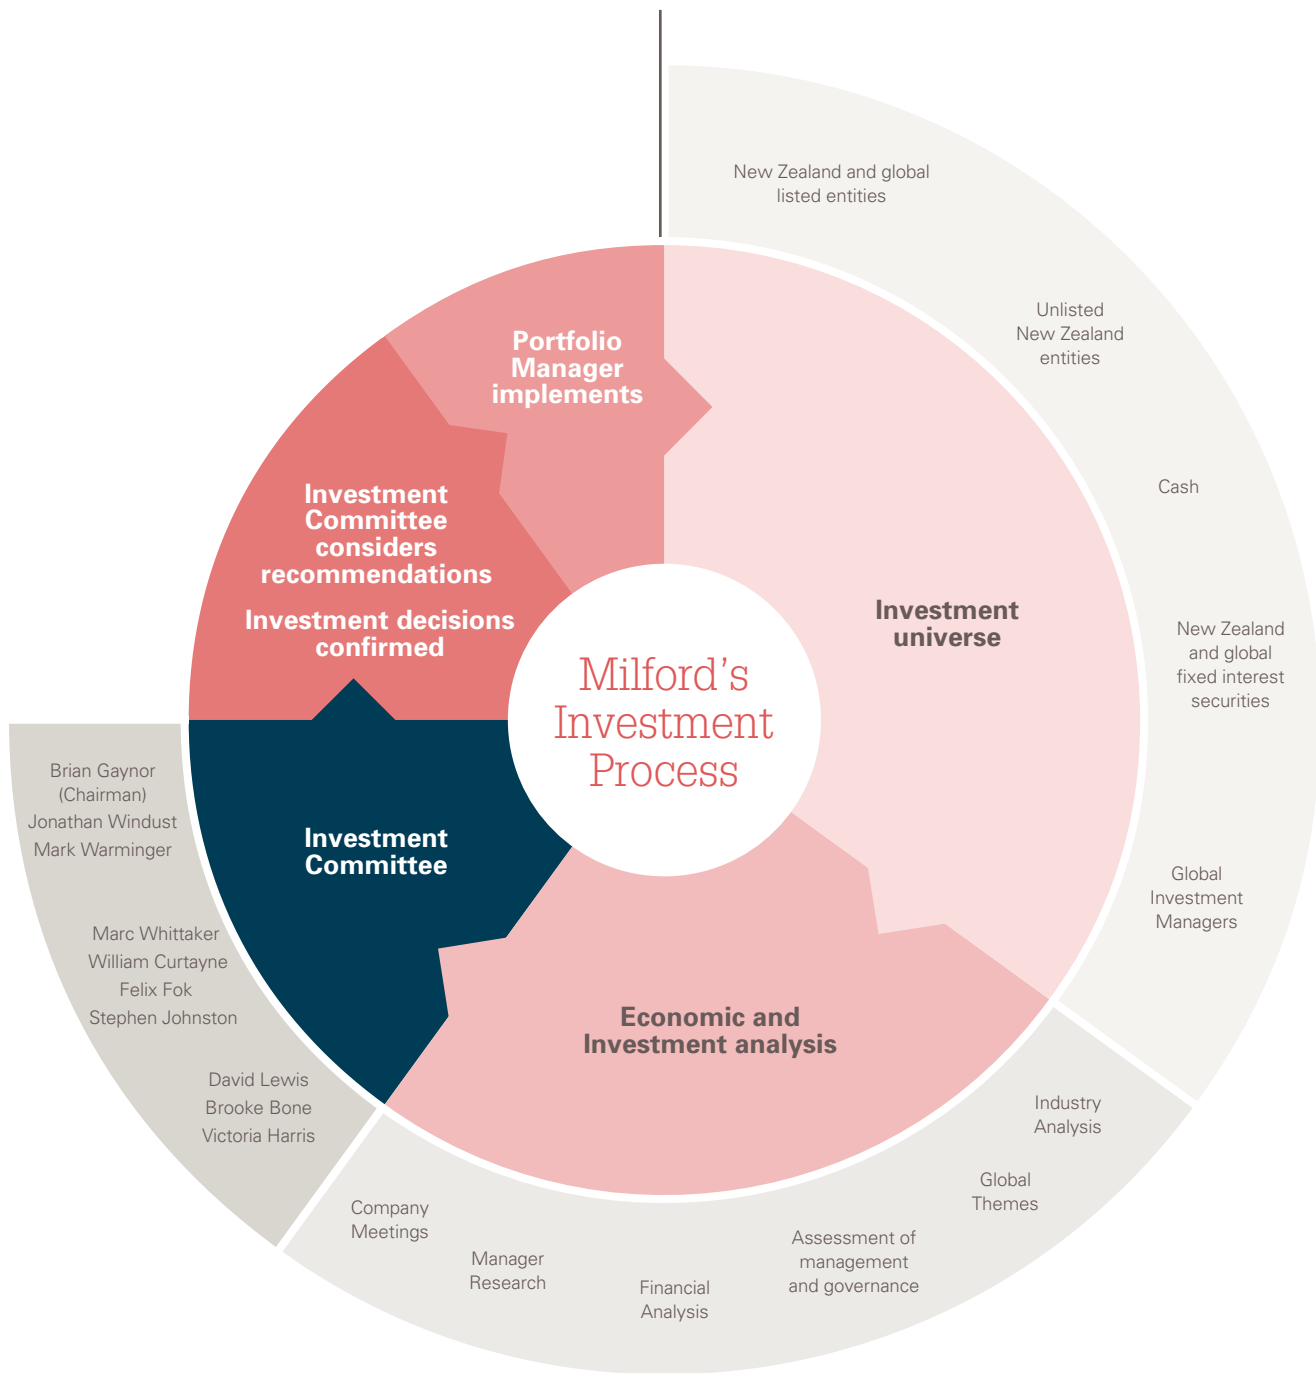 New Zealand and global
listed entities
Unlisted
New Zealand
entities
Cash
New Zealand
and global
fixed interest
securities
Global
Investment
Managers
Investment
universe
Industry
Analysis
Global
Themes
Assessment of
management
and governance
Financial
Analysis
Manager
Research
Company
Meetings
Economic and
Investment analysis
Brian Gaynor
(Chairman)
Jonathan Windust
Mark Warminger
Marc Whittaker
William Curtayne
Felix Fok
Stephen Johnston
David Lewis
Brooke Bone
Victoria Harris
Investment
Committee
Investment
Committee
considers
recommendations
Investment decisions
confirmed
Portfolio
Manager
implements
Milford's
Investment
Process